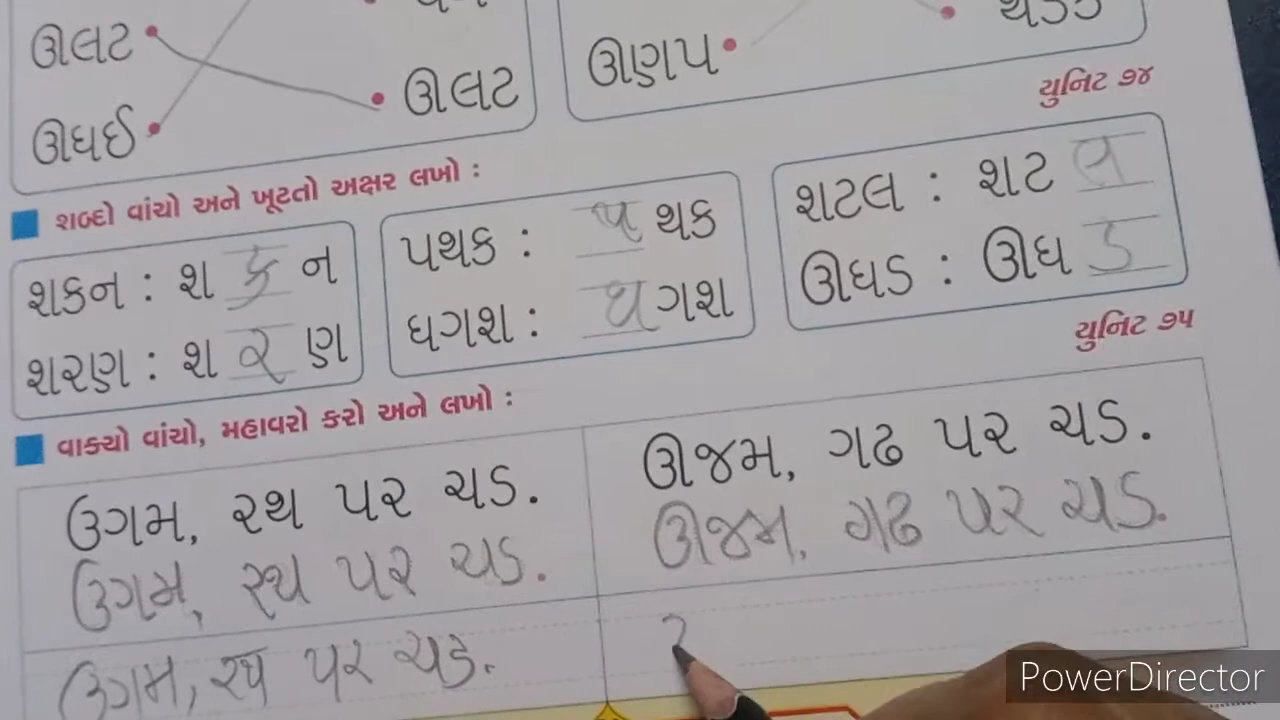 ઊલટ
ઊલટ
ઊધઈ
ઊણપ
યુનિટ ૭૪
શબ્દો વાંચો અને ખૂટતો અક્ષર લખો :
શકન : શ ક ન
શરણ : શ ર ણ
પથક : પ થક
ધગશ : ધ ગશ
શટલ : શટ લ
ઊઘડ : ઊઘ ડ
યુનિટ ૭૫
વાક્યો વાંચો, મહાવરો કરો અને લખો :
ઉગમ, રથ પર ચડ.
ઉગમ, રથ પર ચડ.
ઉગમ, રથ પર ચડ.
ઊજમ, ગઢ પર ચડ.
ઊજમ, ગઢ પર ચડ.
PowerDirector